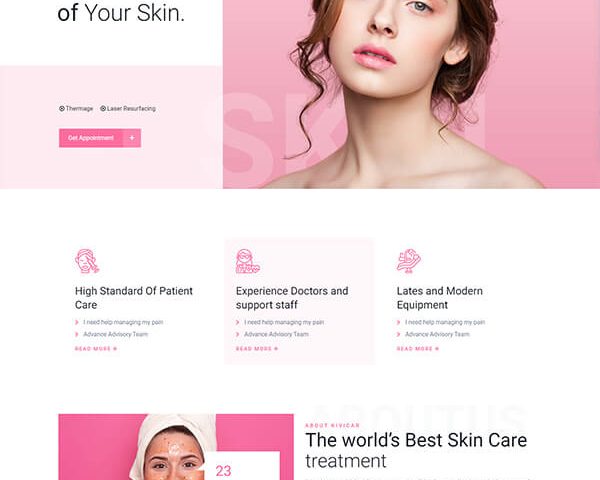 of Your Skin.
Thermage Laser Resurfacing
Get Appointment +
SKIN
High Standard Of Patient
Care
I need help managing my pain
Advance Advisory Team
READ MORE
Experience Doctors and
support staff
I need help managing my pain
Advance Advisory Team
READ MORE
Lates and Modern
Equipment
I need help managing my pain
Advance Advisory Team
READ MORE
23
ABOUT US
ABOUT KIVICAR
The world's Best Skin Care
treatment